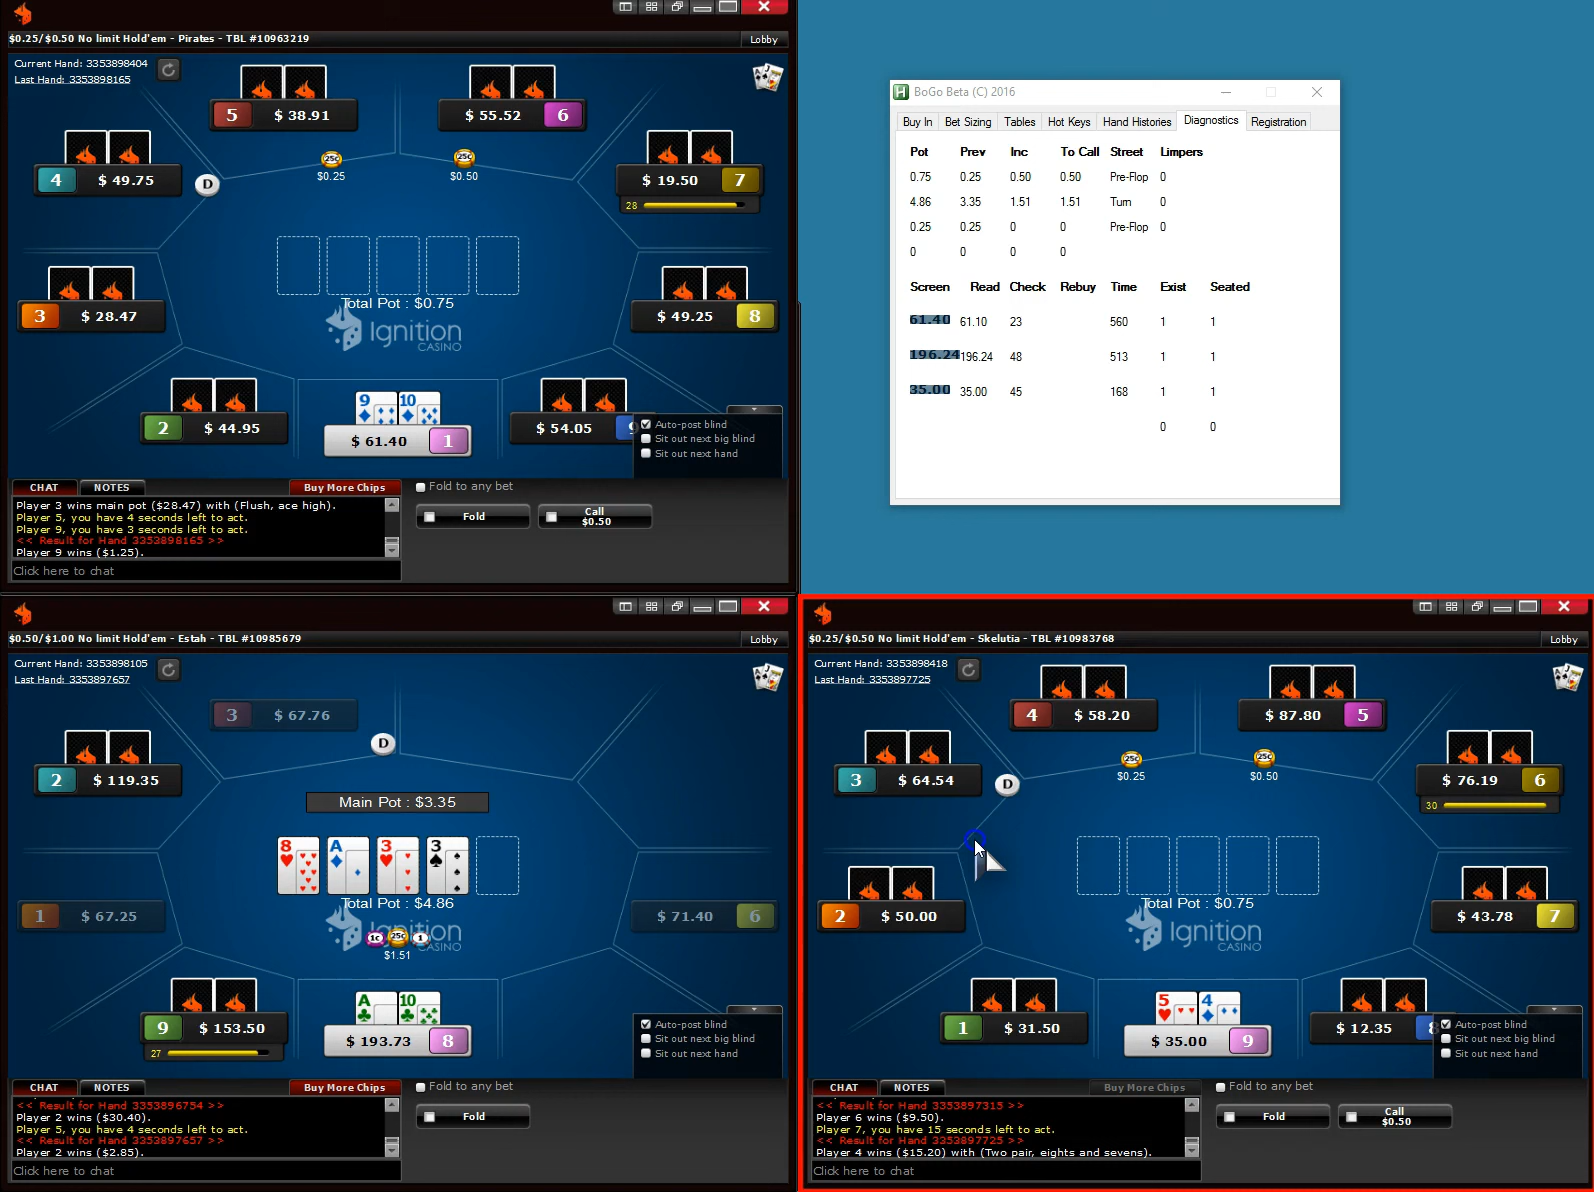 $0.25/$0.50 No limit Hold'em - Pirates - TBL #10963219
Lobby
Current Hand: 3353898404
Last Hand: 3353898165
5 $ 38.91
$ 55.52 6
4 $ 49.75
D
25c
$0.25
25c
$0.50
$ 19.50 7
28
3 $ 28.47
Total Pot : $0.75
Ignition
CASINO
$ 49.25 8
2 $ 44.95
9 10
$ 61.40 1
$ 54.05 9
Auto-post blind
Sit out next big blind
Sit out next hand
CHAT NOTES Buy More Chips
Player 3 wins main pot ($28.47) with (Flush, ace high).
Player 5, you have 4 seconds left to act.
Player 9, you have 3 seconds left to act.
<< Result for Hand 3353898165 >>
Player 9 wins ($1.25).
Click here to chat
Fold to any bet
Fold
Call
$0.50
BoGo Beta (C) 2016
Buy In Bet Sizing Tables Hot Keys Hand Histories Diagnostics Registration
Pot Prev Inc To Call Street Limpers
0.75 0.25 0.50 0.50 Pre-Flop 0
4.86 3.35 1.51 1.51 Turn 0
0.25 0.25 0 0 Pre-Flop 0
0 0 0 0
Screen Read Check Rebuy Time Exist Seated
61.40 61.10 23 560 1 1
196.24 196.24 48 513 1 1
35.00 35.00 45 168 1 1
0 0
$0.50/$1.00 No limit Hold'em - Estah - TBL #10985679
Lobby
Current Hand: 3353898105
Last Hand: 3353897657
3 $ 67.76
D
2 $ 119.35
Main Pot : $3.35
8 A 3 3
Total Pot : $4.86
Ignition
CASINO
1c 25c 1
$1.51
1 $ 67.25
$ 71.40 6
9 $ 153.50
27
A 10
$ 193.73 8
Auto-post blind
Sit out next big blind
Sit out next hand
CHAT NOTES Buy More Chips
<< Result for Hand 3353896754 >>
Player 2 wins ($30.40).
Player 5, you have 4 seconds left to act.
<< Result for Hand 3353897657 >>
Player 2 wins ($2.85).
Click here to chat
Fold to any bet
Fold
$0.25/$0.50 No limit Hold'em - Skelutia - TBL #10983768
Lobby
Current Hand: 3353898418
Last Hand: 3353897725
4 $ 58.20
$ 87.80 5
3 $ 64.54
D
25c
$0.25
25c
$0.50
$ 76.19 6
30
2 $ 50.00
Total Pot : $0.75
Ignition
CASINO
$ 43.78 7
1 $ 31.50
5 4
$ 35.00 9
$ 12.35 8
Auto-post blind
Sit out next big blind
Sit out next hand
CHAT NOTES Buy More Chips
<< Result for Hand 3353897315 >>
Player 6 wins ($9.50).
Player 7, you have 15 seconds left to act.
<< Result for Hand 3353897725 >>
Player 4 wins ($15.20) with (Two pair, eights and sevens).
Click here to chat
Fold to any bet
Fold
Call
$0.50